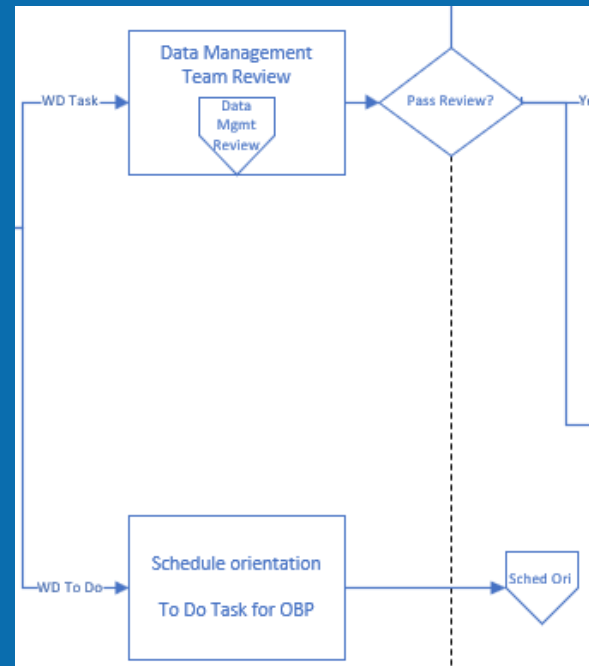 Data Management
Team Review
WD Task
Data
Mgmt
Review
Pass Review?
Schedule orientation
WD To Do
To Do Task for OBP
Sched Ori